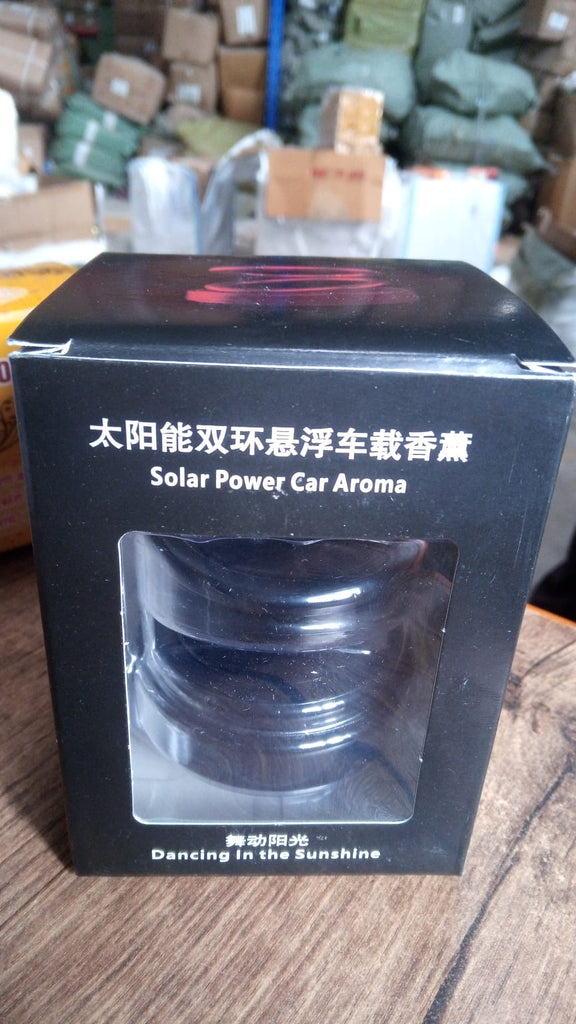 太阳能双环悬浮车载香薰
Solar Power Car Aroma
舞动阳光
Dancing In the Sunshine